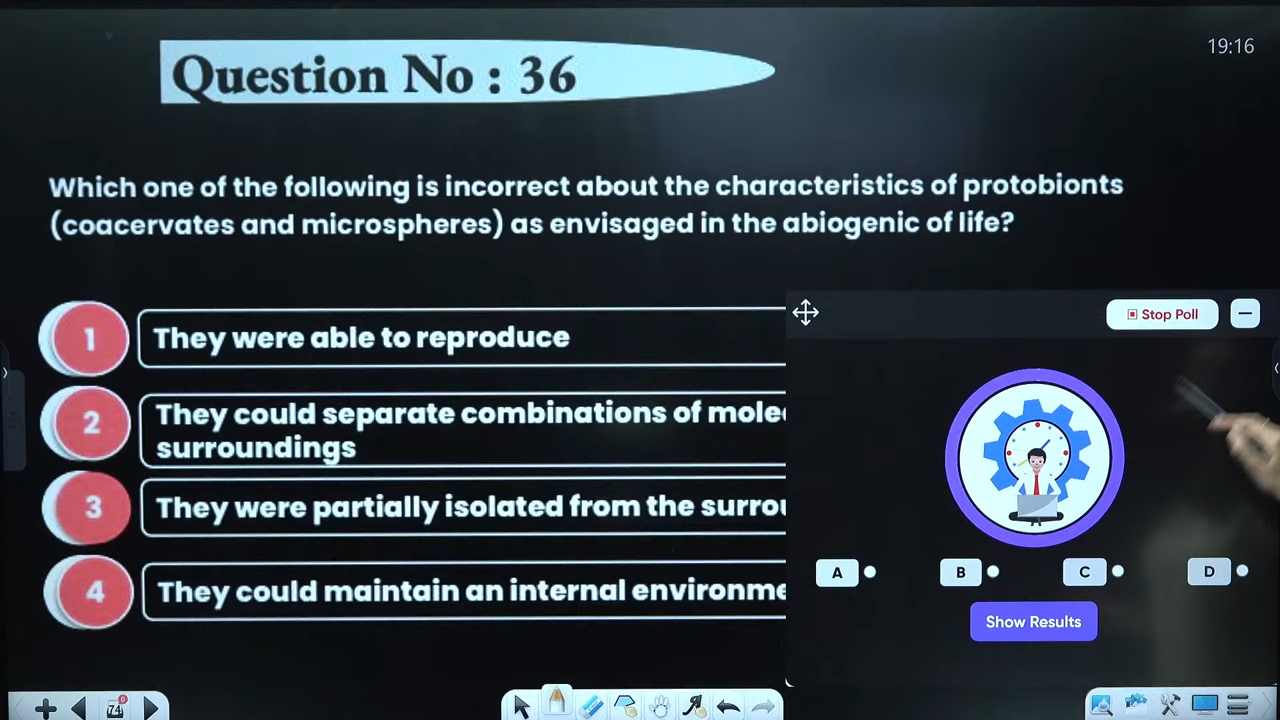 Question No : 36
19:16
Which one of the following is incorrect about the characteristics of protobionts
(coacervates and microspheres) as envisaged in the abiogenic of life?
1 They were able to reproduce
2 They could separate combinations of
surroundings
3 They were partially isolated from the
4 They could maintain an internal
Stop Poll
A B C D
Show Results
74